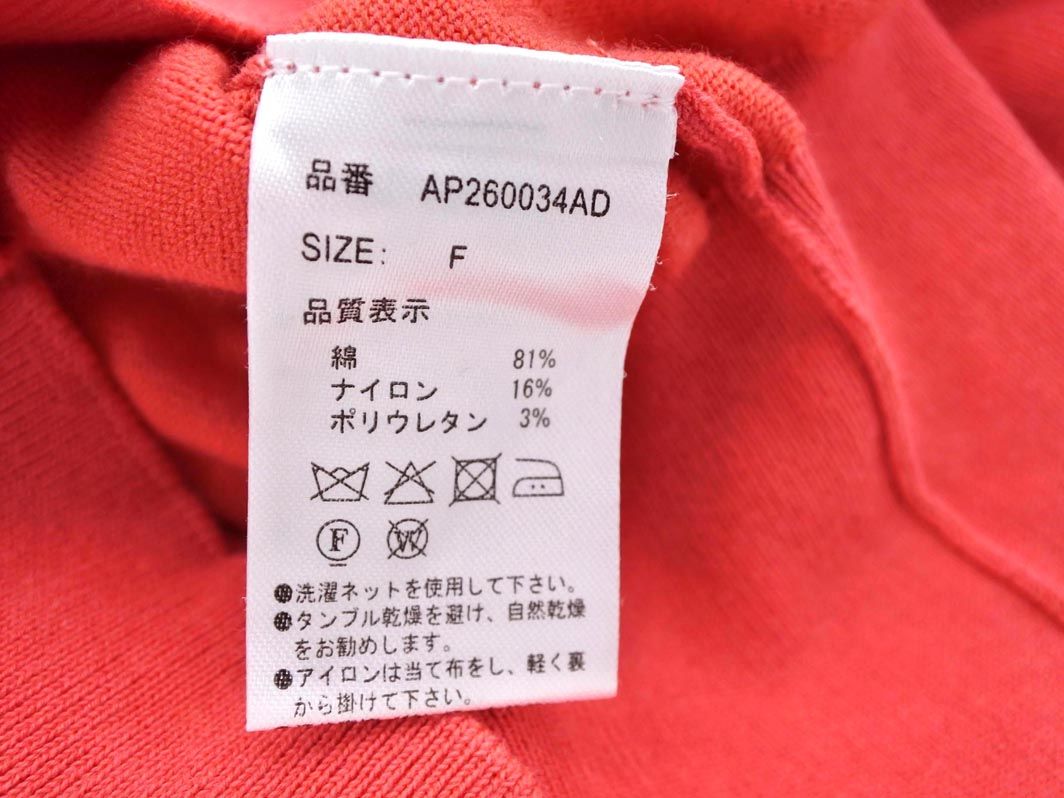 品番 AP260034AD
SIZE: F
品質表示
綿 81%
ナイロン 16%
ポリウレタン 3%
F W
●洗濯ネットを使用して下さい。
●タンブル乾燥を避け、自然乾燥
をお勧めします。
●アイロンは当て布をし、軽く裏
から掛けて下さい。